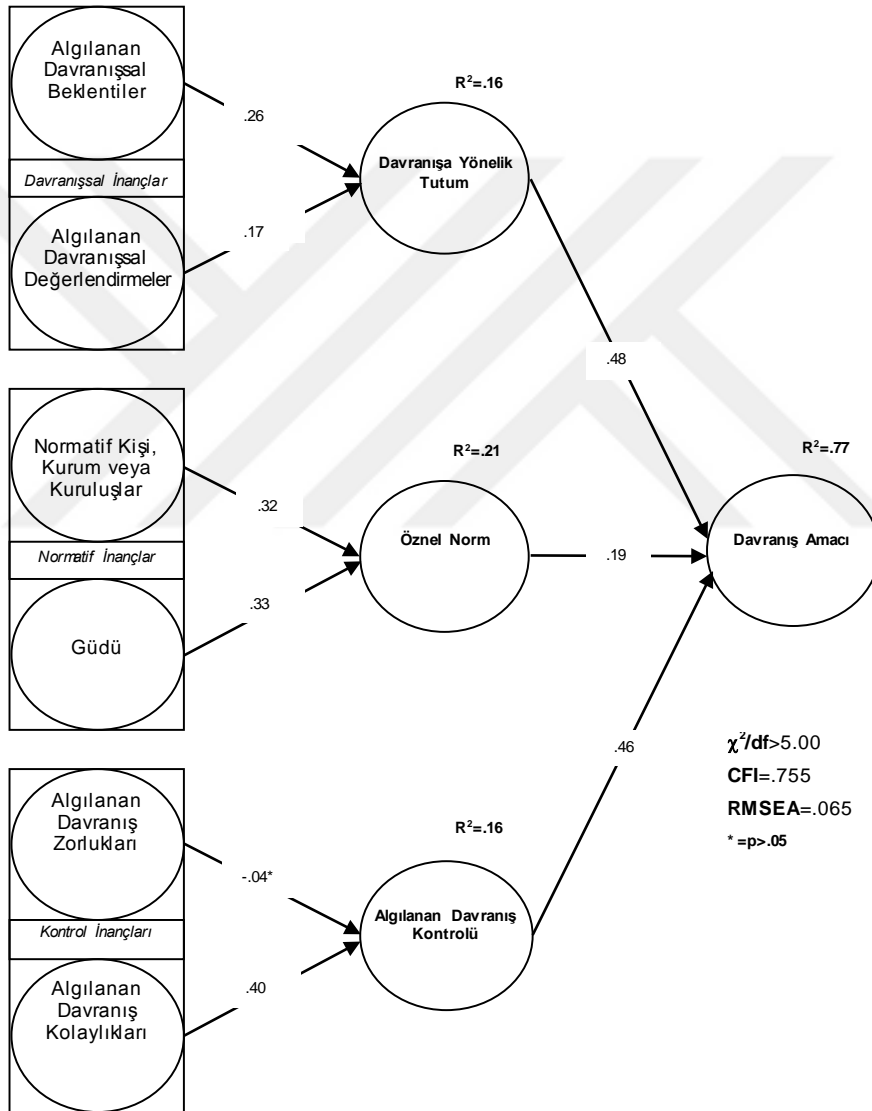 Algılanan
Davranışsal
Beklentiler
Davranışsal İnançlar
Algılanan
Davranışsal
Değerlendirmeler
.26
.17
R²=.16
Davranışa Yönelik
Tutum
.48
Normatif Kişi,
Kurum veya
Kuruluşlar
Normatif İnançlar
Güdü
.32
.33
R²=.21
Öznel Norm
.19
R²=.77
Davranış Amacı
Algılanan
Davranış
Zorlukları
Kontrol İnançları
Algılanan
Davranış
Kolaylıkları
-.04*
.40
R²=.16
Algılanan Davranış
Kontrolü
.46
χ²/df>5.00
CFI=.755
RMSEA=.065
* =p>.05